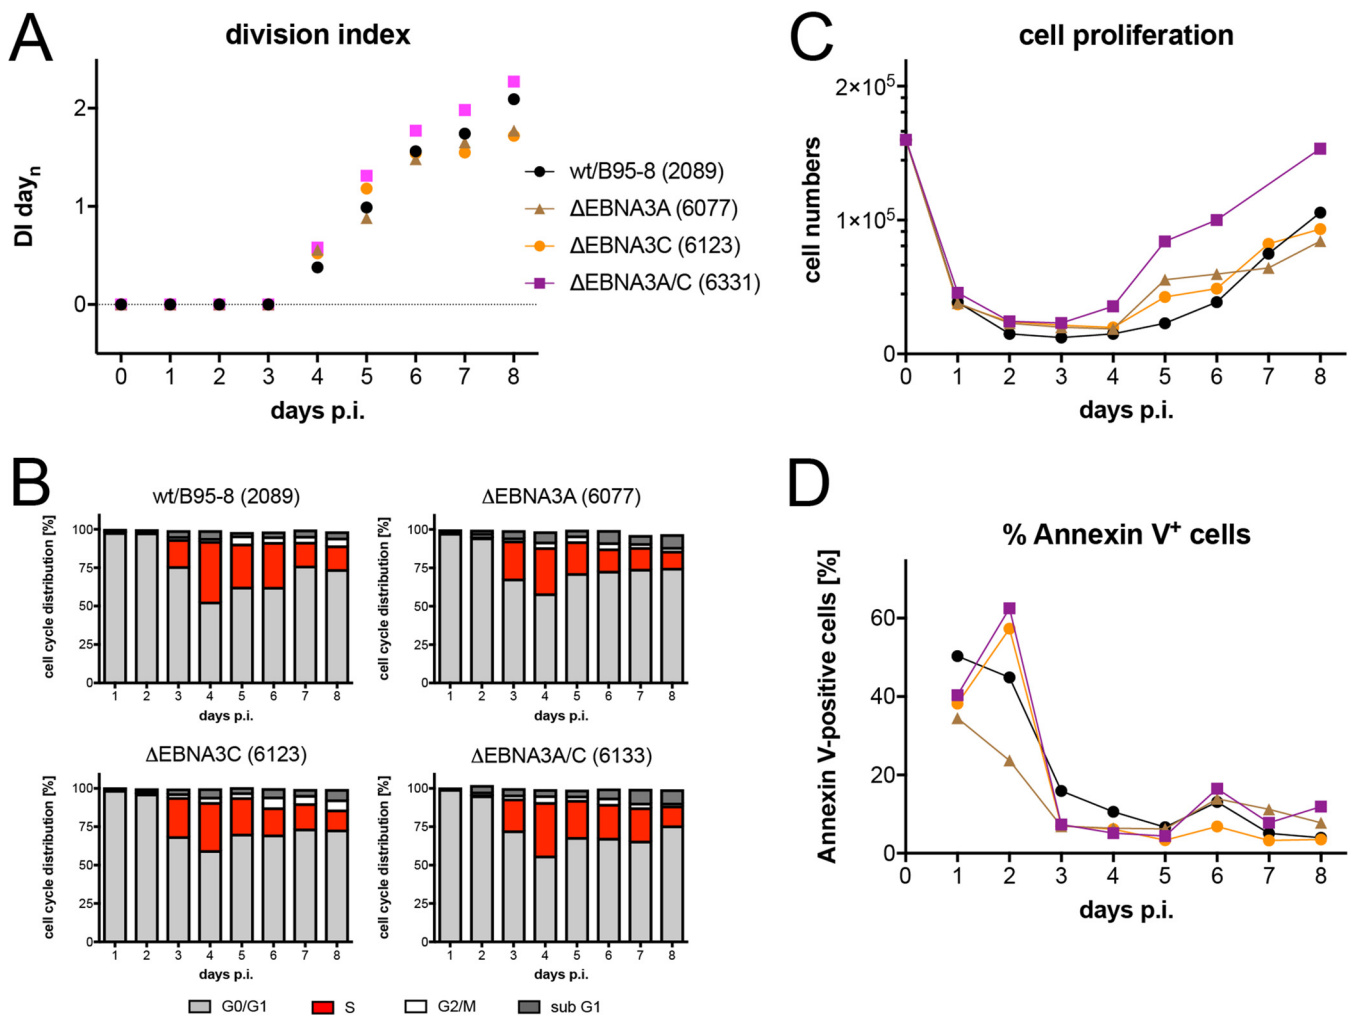 A
division index
DI dayn
2
1
0
0 1 2 3 4 5 6 7 8
days p.i.
wt/B95-8 (2089)
ΔEBNA3A (6077)
ΔEBNA3C (6123)
ΔEBNA3A/C (6331)
C
cell proliferation
cell numbers
2×10⁵
1×10⁵
0
0 1 2 3 4 5 6 7 8
days p.i.
B
wt/B95-8 (2089)
cell cycle distribution [%]
100
75
50
25
0
1 2 3 4 5 6 7 8
days p.i.
ΔEBNA3A (6077)
cell cycle distribution [%]
100
75
50
25
0
1 2 3 4 5 6 7 8
days p.i.
ΔEBNA3C (6123)
cell cycle distribution [%]
100
75
50
25
0
1 2 3 4 5 6 7 8
days p.i.
ΔEBNA3A/C (6133)
cell cycle distribution [%]
100
75
50
25
0
1 2 3 4 5 6 7 8
days p.i.
G0/G1 S G2/M sub G1
D
% Annexin V⁺ cells
Annexin V-positive cells [%]
60
40
20
0
0 1 2 3 4 5 6 7 8
days p.i.